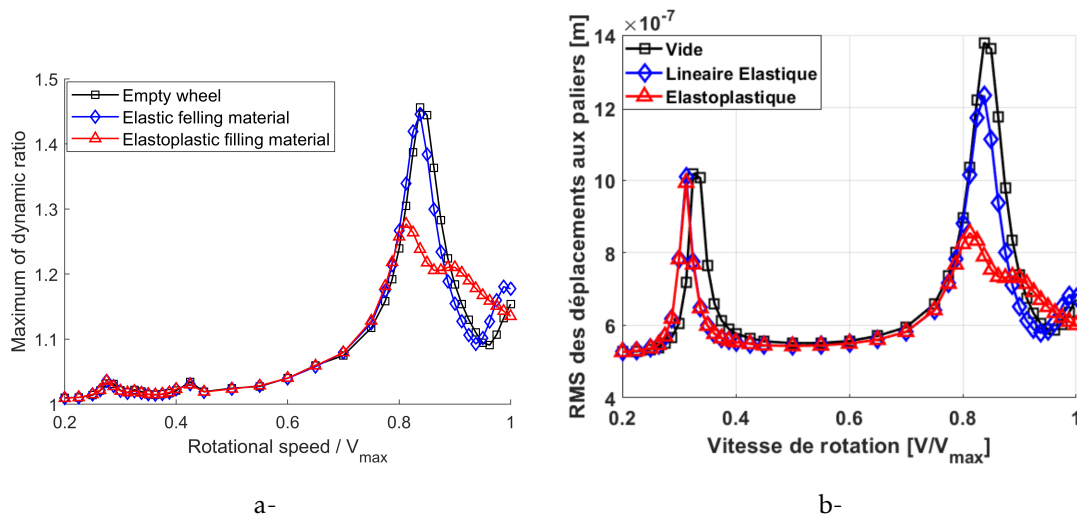 1.5
1.4
1.3
1.2
1.1
1
Maximum of dynamic ratio
Empty wheel
Elastic felling material
Elastoplastic filling material
0.2 0.4 0.6 0.8 1
Rotational speed / Vmax
a-
×10-7
14
12
10
8
6
4
RMS des déplacements aux paliers [m]
Vide
Lineaire Elastique
Elastoplastique
0.2 0.4 0.6 0.8 1
Vitesse de rotation [V/Vmax]
b-